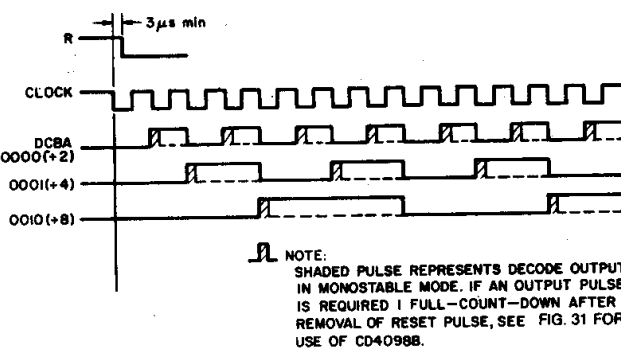 3µs min
R
CLOCK
DCBA
0000(÷2)
0001(÷4)
0010(÷8)
NOTE:
SHADED PULSE REPRESENTS DECODE OUTPUT
IN MONOSTABLE MODE. IF AN OUTPUT PULSE
IS REQUIRED I FULL-COUNT-DOWN AFTER
REMOVAL OF RESET PULSE, SEE FIG. 31 FOR
USE OF CD4098B.